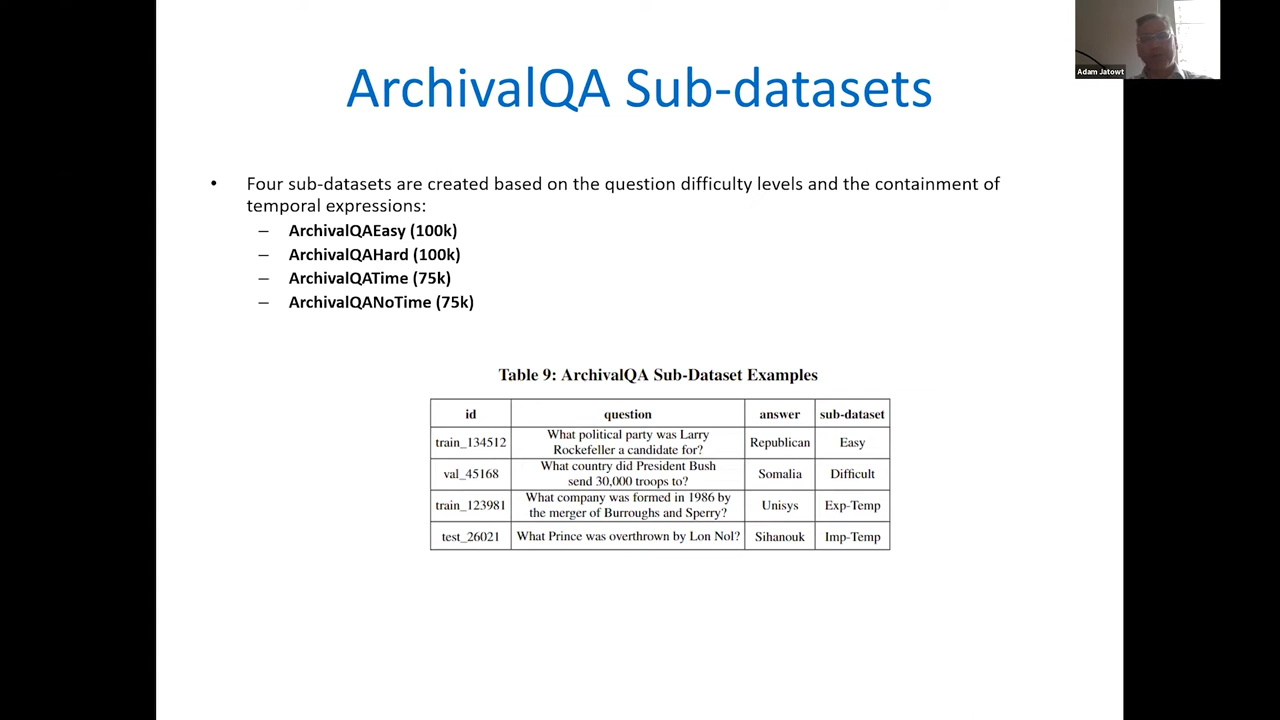 Adam Jatowt
ArchivalQA Sub-datasets
• Four sub-datasets are created based on the question difficulty levels and the containment of
temporal expressions:
– ArchivalQAEasy (100k)
– ArchivalQAHard (100k)
– ArchivalQATime (75k)
– ArchivalQANoTime (75k)
Table 9: ArchivalQA Sub-Dataset Examples
id question answer sub-dataset
train_134512 What political party was Larry Rockefeller a candidate for? Republican Easy
val_45168 What country did President Bush send 30,000 troops to? Somalia Difficult
train_123981 What company was formed in 1986 by the merger of Burroughs and Sperry? Unisys Exp-Temp
test_26021 What Prince was overthrown by Lon Nol? Sihanouk Imp-Temp